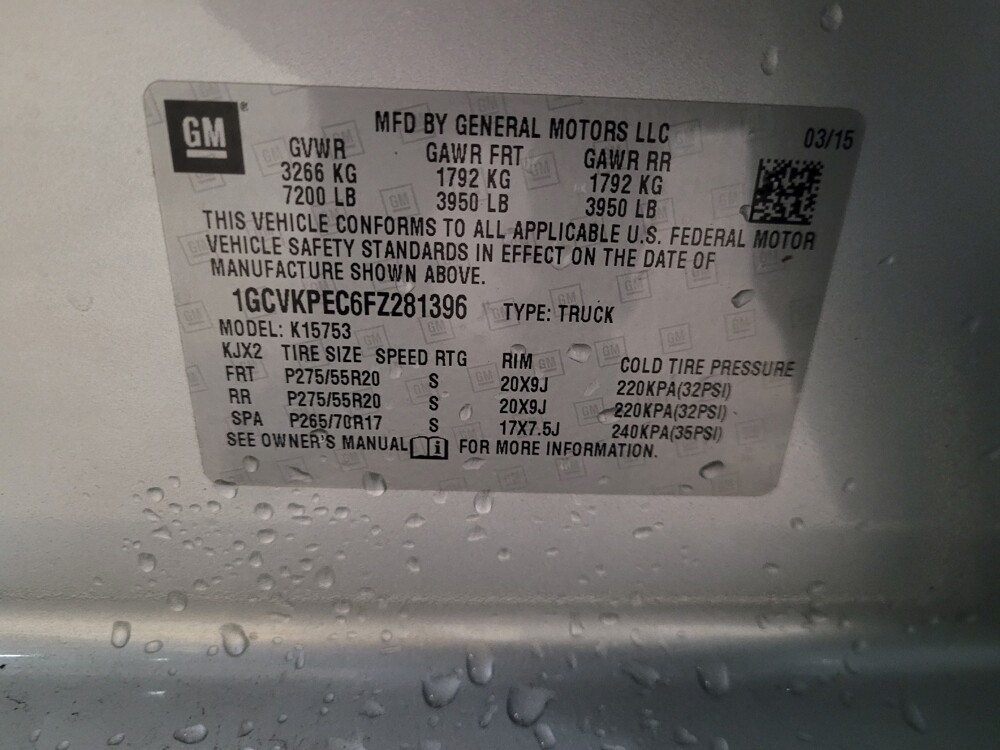 GM®
MFD BY GENERAL MOTORS LLC 03/15
GVWR GAWR FRT GAWR RR
3266 KG 1792 KG 1792 KG
7200 LB 3950 LB 3950 LB
THIS VEHICLE CONFORMS TO ALL APPLICABLE U.S. FEDERAL MOTOR
VEHICLE SAFETY STANDARDS IN EFFECT ON THE DATE OF
MANUFACTURE SHOWN ABOVE.
1GCVKPEC6FZ281396 TYPE: TRUCK
MODEL: K15753
KJX2 TIRE SIZE SPEED RTG RIM COLD TIRE PRESSURE
FRT P275/55R20 S 20X9J 220KPA(32PSI)
RR P275/55R20 S 20X9J 220KPA(32PSI)
SPA P265/70R17 S 17X7.5J 240KPA(35PSI)
SEE OWNER'S MANUAL i FOR MORE INFORMATION.